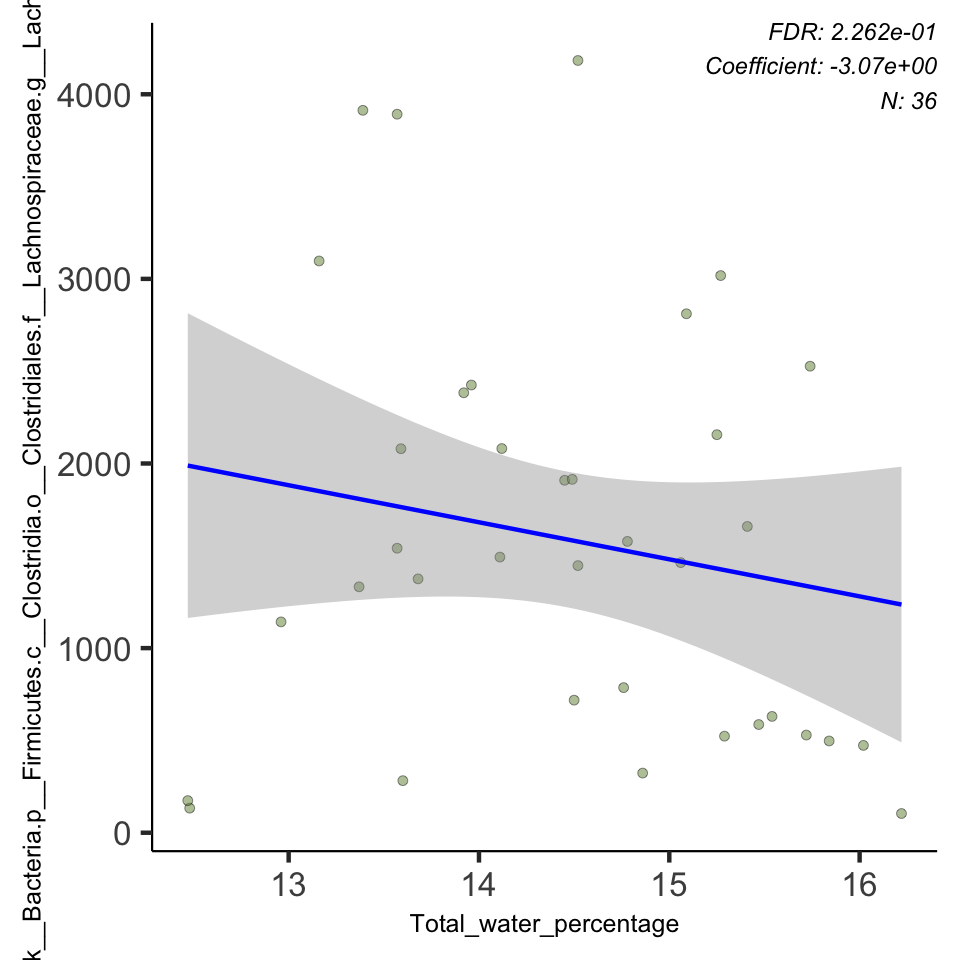 FDR: 2.262e-01
Coefficient: -3.07e+00
N: 36
k__Bacteria.p__Firmicutes.c__Clostridia.o__Clostridiales.f__Lachnospiraceae.g__Lach
4000
3000
2000
1000
0
13 14 15 16
Total_water_percentage